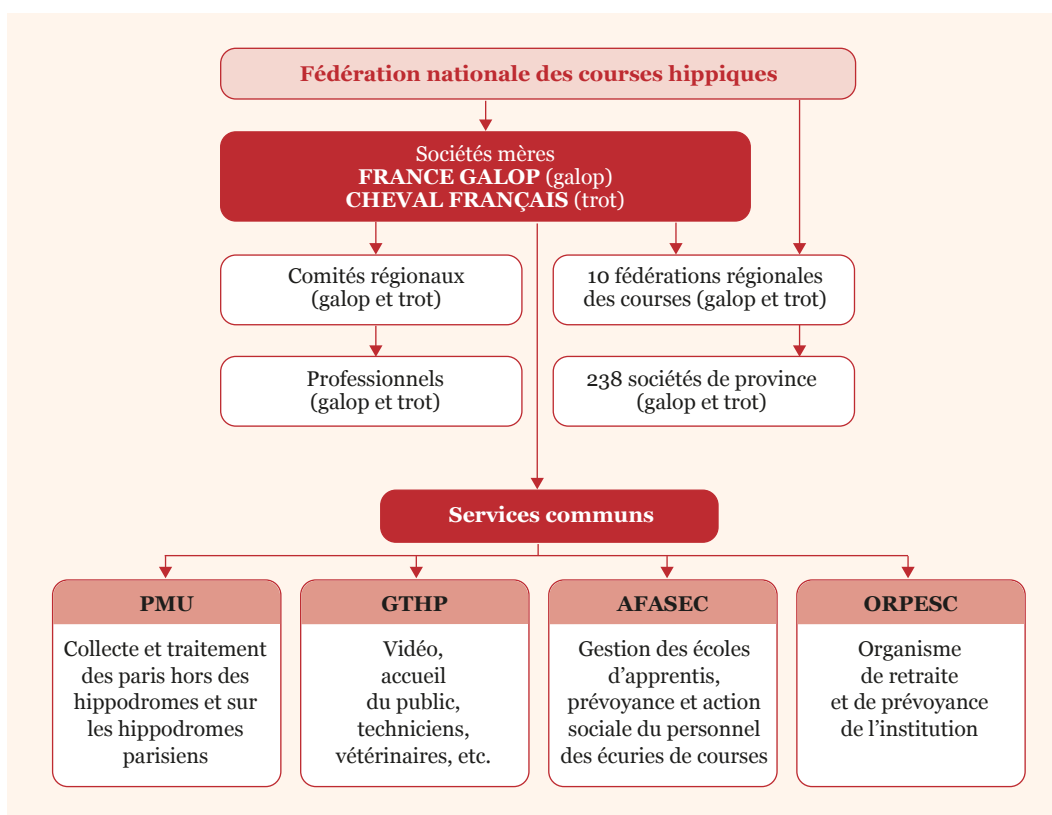 Fédération nationale des courses hippiques
Sociétés mères
FRANCE GALOP (galop)
CHEVAL FRANÇAIS (trot)
Comités régionaux
(galop et trot)
10 fédérations régionales
des courses (galop et trot)
Professionnels
(galop et trot)
238 sociétés de province
(galop et trot)
Services communs
PMU
Collecte et traitement
des paris hors des
hippodromes et sur
les hippodromes
parisiens
GTHP
Vidéo,
accueil
du public,
techniciens,
vétérinaires, etc.
AFASEC
Gestion des écoles
d'apprentis,
prévoyance et action
sociale du personnel
des écuries de courses
ORPESC
Organisme
de retraite
et de prévoyance
de l'institution